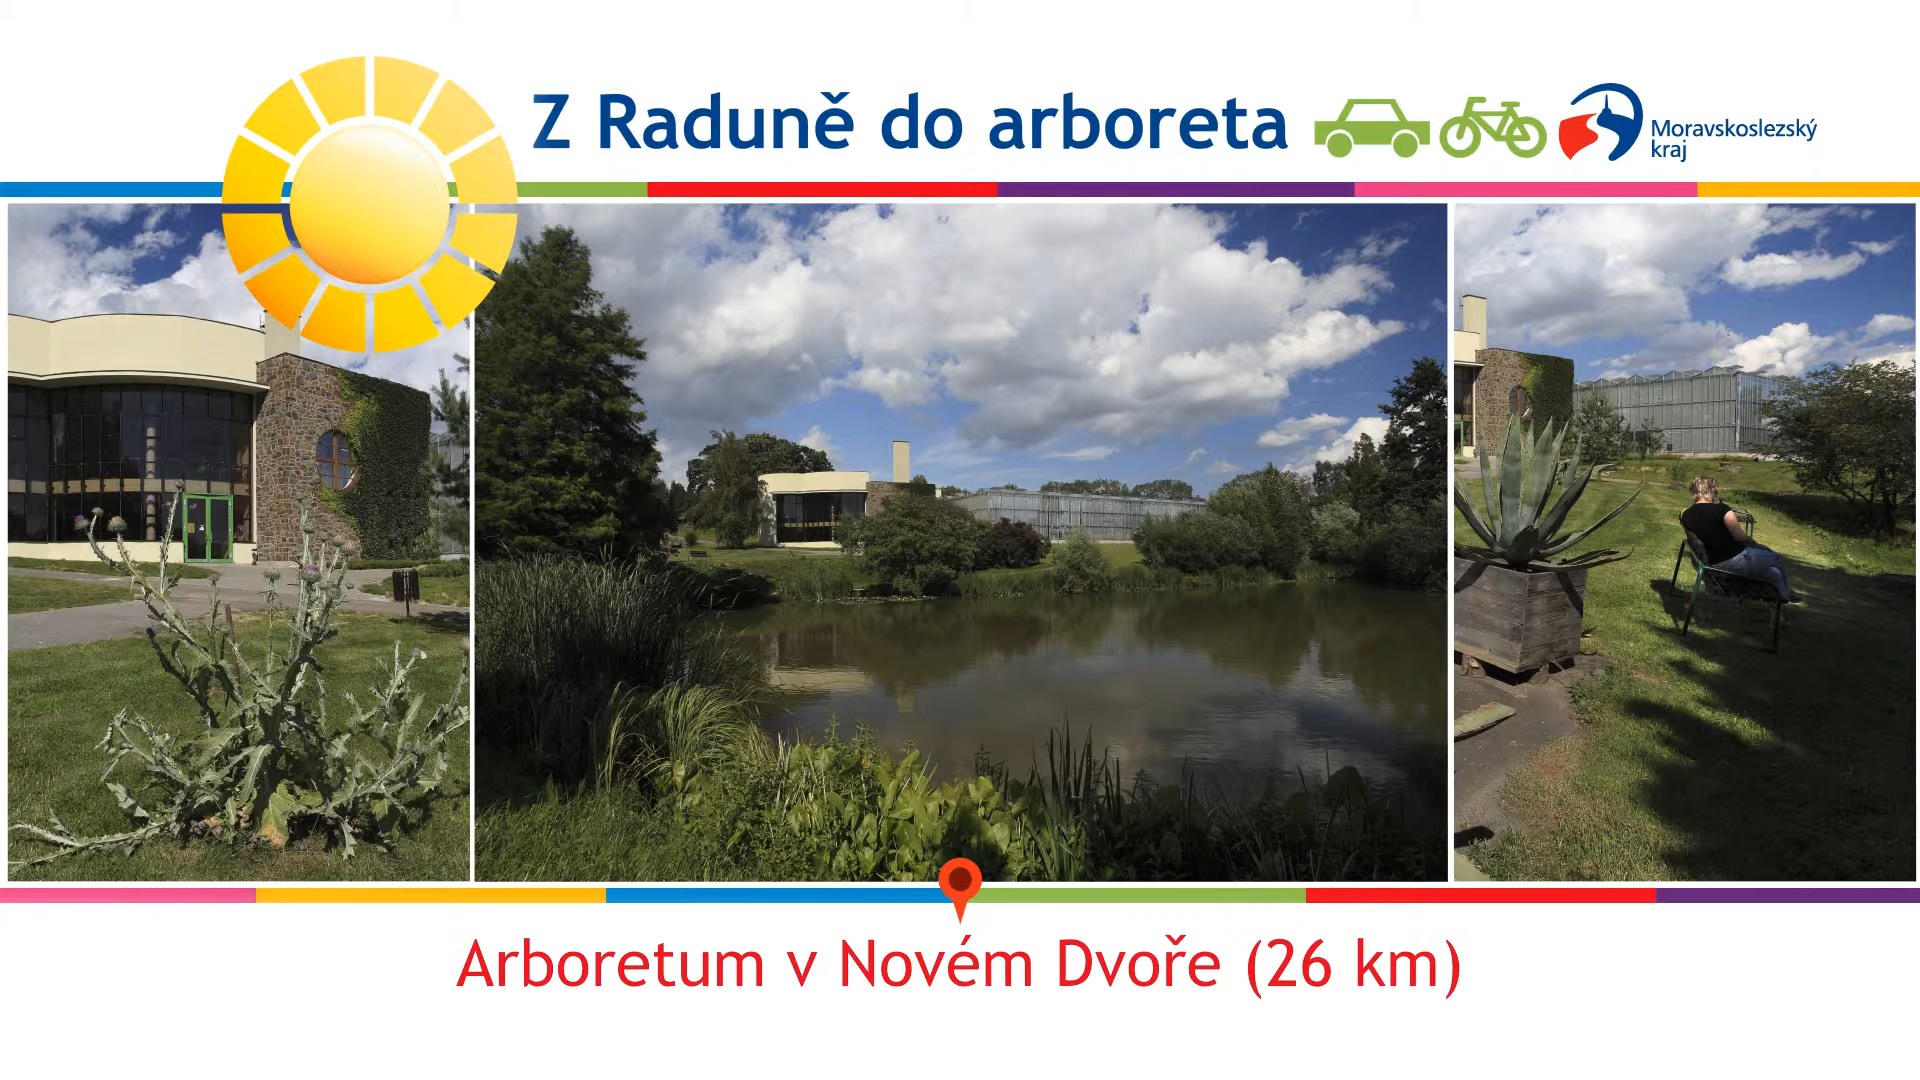 Z Raduně do arboreta
Moravskoslezský
kraj
Arboretum v Novém Dvoře (26 km)